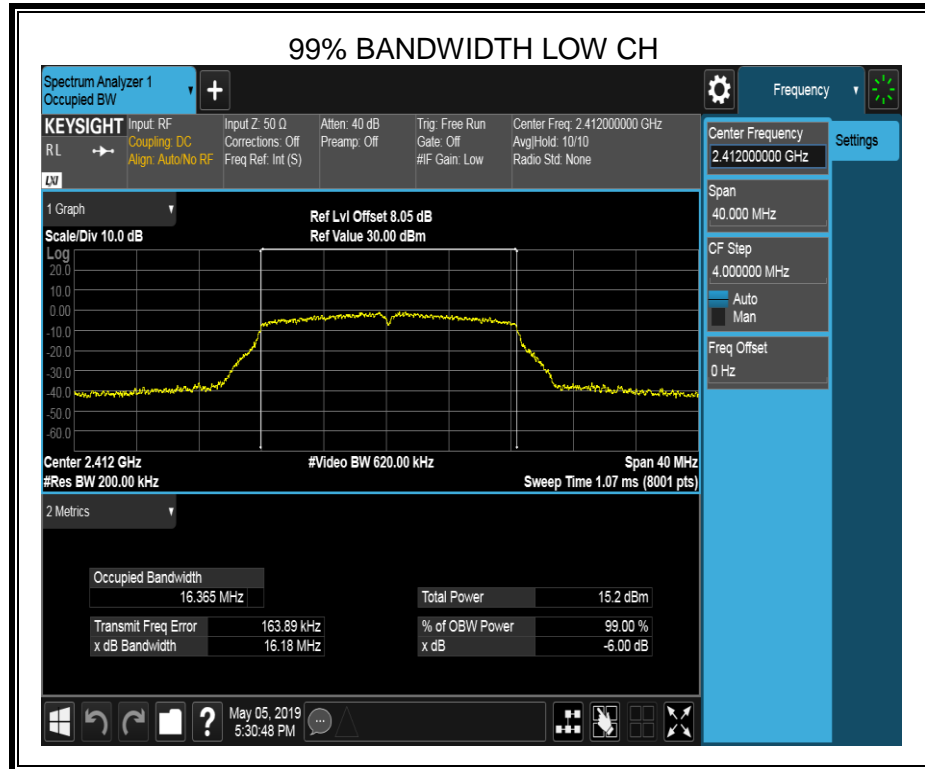 99% BANDWIDTH LOW CH
Spectrum Analyzer 1
Occupied BW
+
Frequency
KEYSIGHT
RL
LXI
Input: RF
Coupling: DC
Align: Auto/No RF
Input Z: 50 Ω
Corrections: Off
Freq Ref: Int (S)
Atten: 40 dB
Preamp: Off
Trig: Free Run
Gate: Off
#IF Gain: Low
Center Freq: 2.412000000 GHz
Avg|Hold: 10/10
Radio Std: None
Center Frequency
2.412000000 GHz
Settings
Span
40.000 MHz
CF Step
4.000000 MHz
Auto
Man
Freq Offset
0 Hz
1 Graph
Scale/Div 10.0 dB
Ref Lvl Offset 8.05 dB
Ref Value 30.00 dBm
Log
20.0
10.0
0.00
-10.0
-20.0
-30.0
-40.0
-50.0
-60.0
Center 2.412 GHz
#Res BW 200.00 kHz
#Video BW 620.00 kHz
Span 40 MHz
Sweep Time 1.07 ms (8001 pts)
2 Metrics
Occupied Bandwidth
16.365 MHz
Total Power 15.2 dBm
Transmit Freq Error 163.89 kHz
% of OBW Power 99.00 %
x dB Bandwidth 16.18 MHz
x dB -6.00 dB
?
May 05, 2019
5:30:48 PM